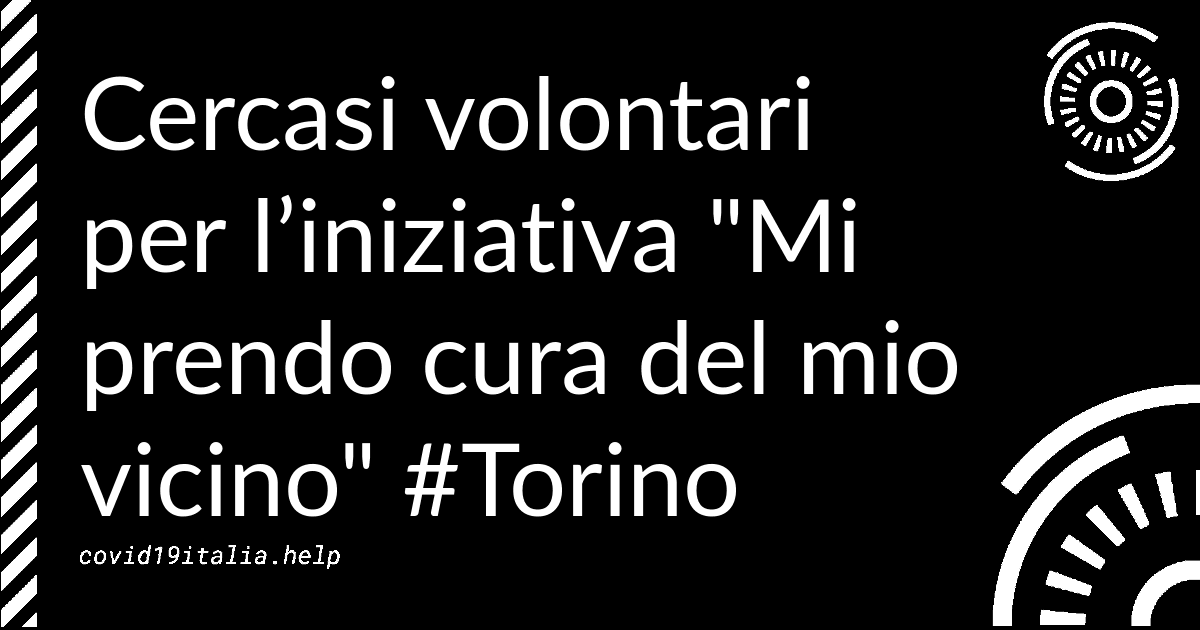 Cercasi volontari
per l’iniziativa "Mi
prendo cura del mio
vicino" #Torino
covid19italia.help